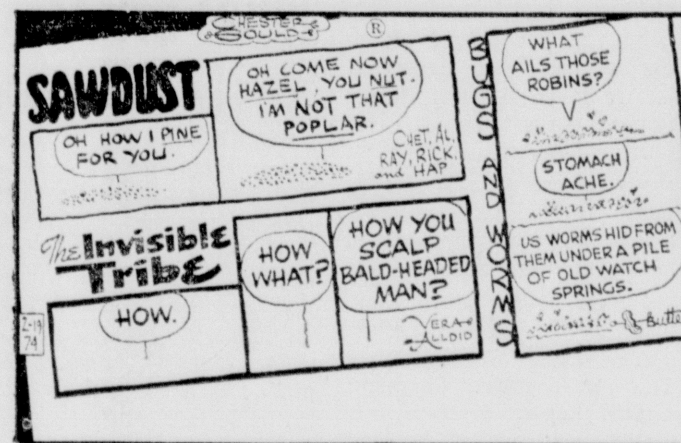 CHESTER
GOULD
®
SAWDUST
OH HOW I PINE
FOR YOU.
OH COME NOW
HAZEL, YOU NUT.
I'M NOT THAT
POPLAR.
CHET, AL,
RAY, RICK,
and HAP
The Invisible
Tribe
HOW.
HOW
WHAT?
HOW YOU
SCALP
BALD-HEADED
MAN?
VERA
ALLDID
2-19
74
BUGS AND WORMS
WHAT
AILS THOSE
ROBINS?
STOMACH
ACHE.
US WORMS HID FROM
THEM UNDER A PILE
OF OLD WATCH
SPRINGS.